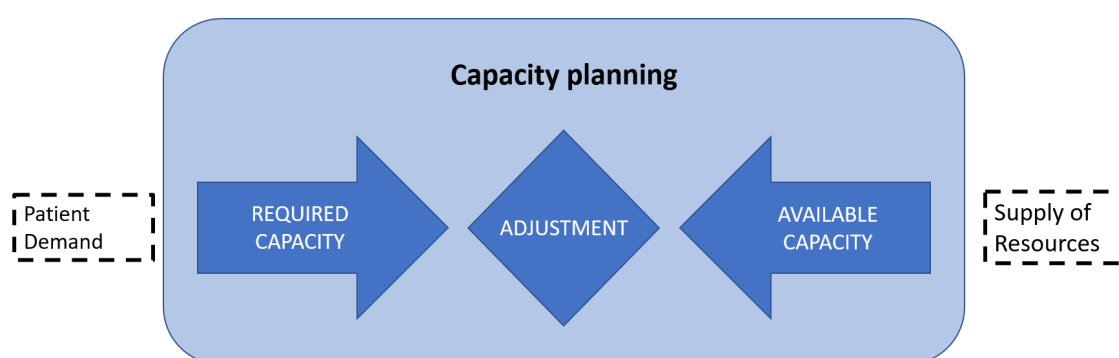 Capacity planning
Patient
Demand
REQUIRED
CAPACITY
ADJUSTMENT
AVAILABLE
CAPACITY
Supply of
Resources